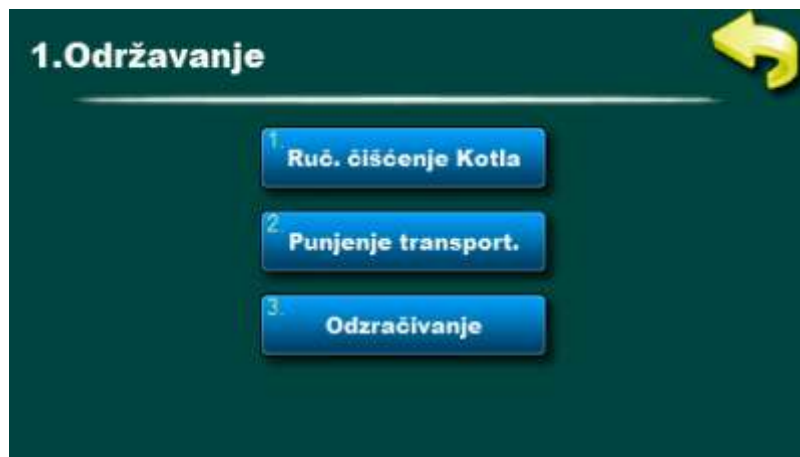 1.Održavanje
1.
Ruč. čišćenje Kotla
2
Punjenje transport.
3.
Odzračivanje